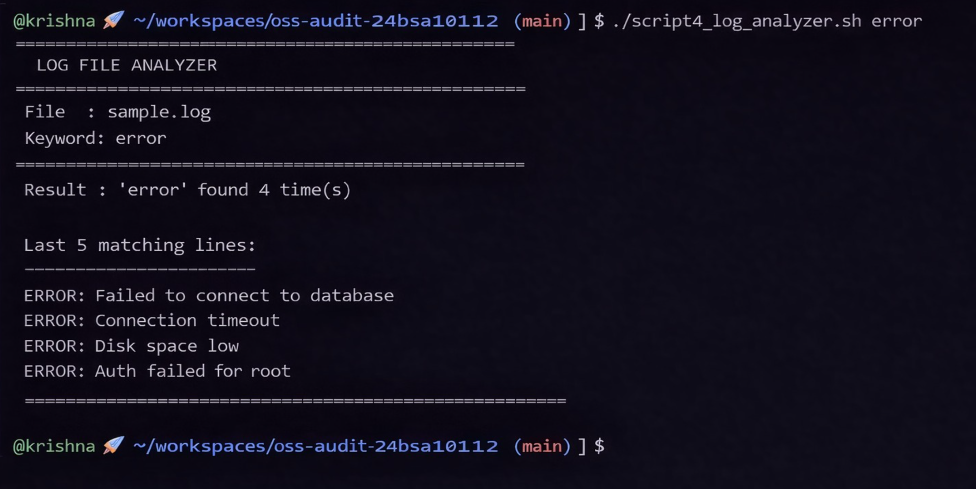 @krishna 🚀 ~/workspaces/oss-audit-24bsa10112 (main) ] $ ./script4_log_analyzer.sh error
==================================================
LOG FILE ANALYZER
===================================================
File  : sample.log
Keyword: error
===================================================
Result : 'error' found 4 time(s)
Last 5 matching lines:
------------------------
ERROR: Failed to connect to database
ERROR: Connection timeout
ERROR: Disk space low
ERROR: Auth failed for root
======================================================
@krishna 🚀 ~/workspaces/oss-audit-24bsa10112 (main) ] $